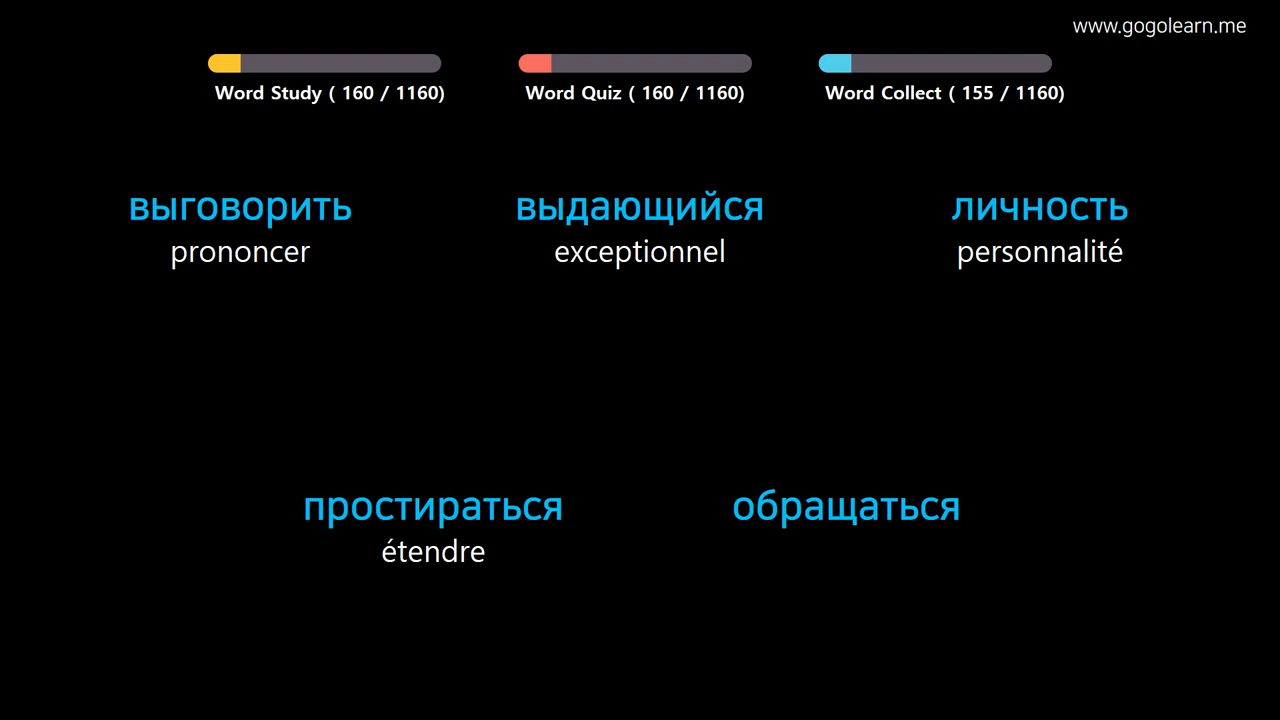 www.gogolearn.me
Word Study ( 160 / 1160)
Word Quiz ( 160 / 1160)
Word Collect ( 155 / 1160)
выговорить
prononcer
выдающийся
exceptionnel
личность
personnalité
простираться
étendre
обращаться